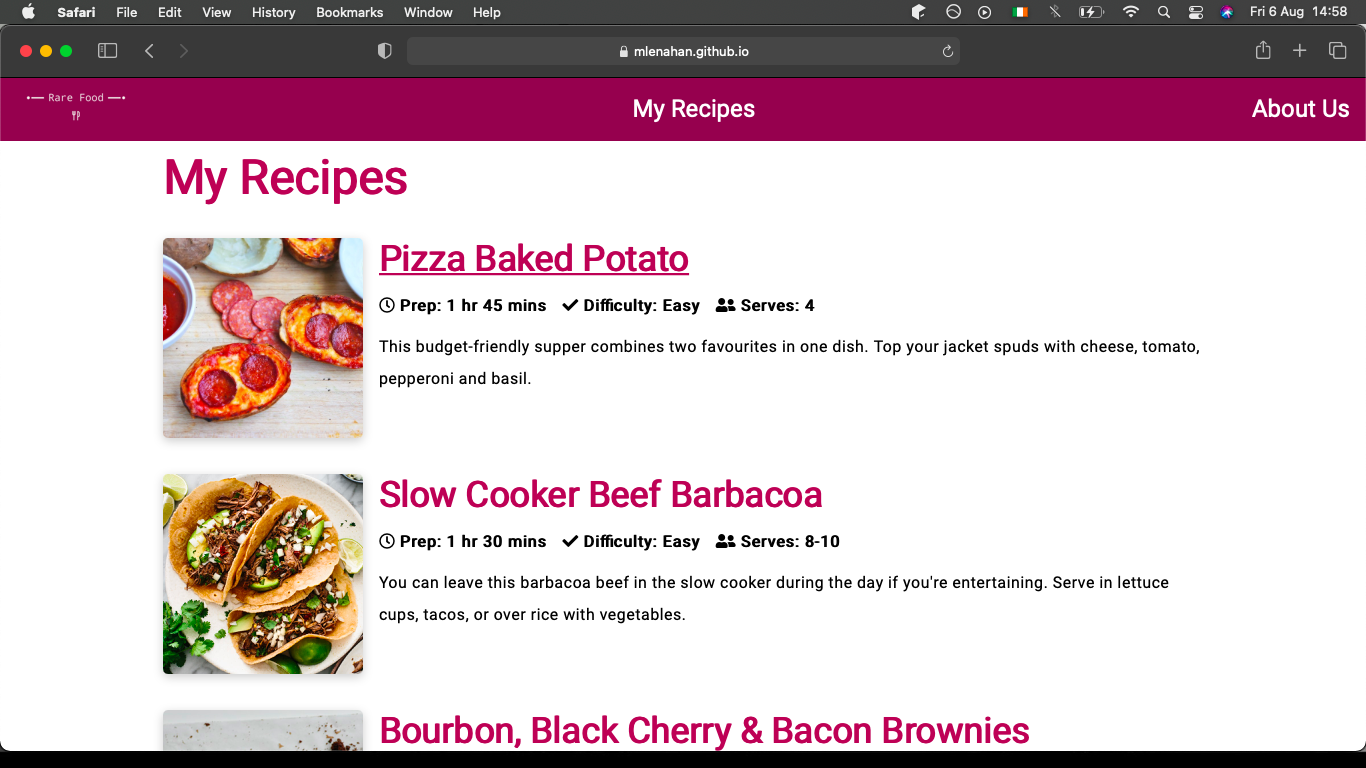 Safari File Edit View History Bookmarks Window Help Fri 6 Aug 14:58
mlenahan.github.io
Rare Food
My Recipes About Us
My Recipes
Pizza Baked Potato
Prep: 1 hr 45 mins Difficulty: Easy Serves: 4
This budget-friendly supper combines two favourites in one dish. Top your jacket spuds with cheese, tomato,
pepperoni and basil.
Slow Cooker Beef Barbacoa
Prep: 1 hr 30 mins Difficulty: Easy Serves: 8-10
You can leave this barbacoa beef in the slow cooker during the day if you're entertaining. Serve in lettuce
cups, tacos, or over rice with vegetables.
Bourbon, Black Cherry & Bacon Brownies